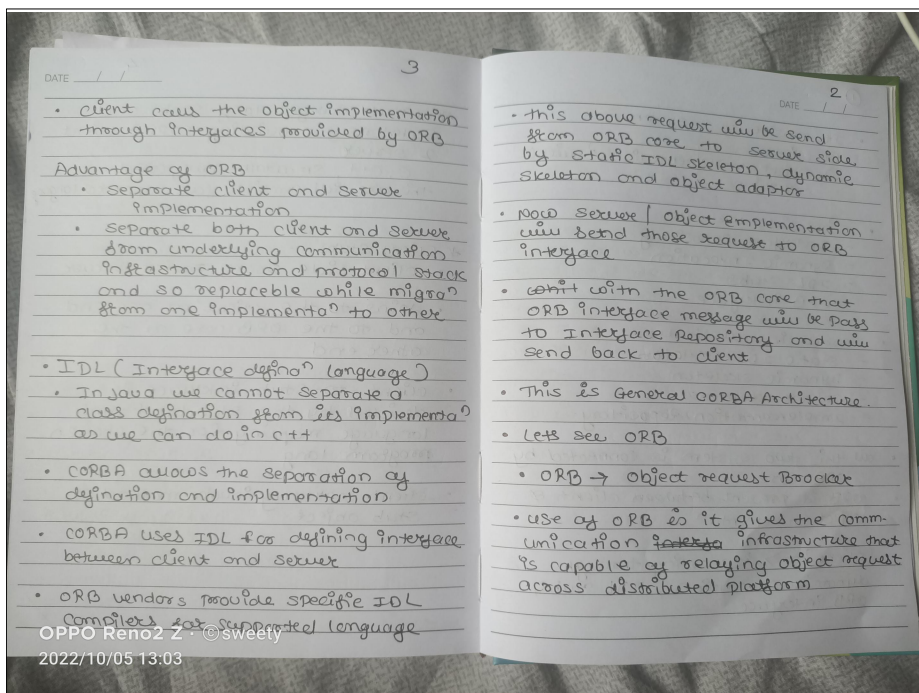 3
DATE / /
• client calls the object implementation
through interfaces provided by ORB
Advantage of ORB
• Separate client and server
implementation
• Separate both client and server
from underlying communication
infrastructure and protocol stack
and so replaceble while migraⁿ
from one implementaⁿ to other
• IDL (Interface definaⁿ language)
• In Java we cannot separate a
class defination from its implementaⁿ
as we can do in c++
• CORBA allows the separation of
defination and implementation
• CORBA uses IDL for defining interface
between client and server
• ORB vendors provide specific IDL
compilers for supported language
OPPO Reno2 Z · ©sweety
2022/10/05 13:03
2
DATE / /
• this above request will be send
from ORB core to server side
by static IDL skeleton, dynamic
skeleton and object adaptor
• Now server / object emplementation
will send those request to ORB
interface
• with the ORB core that
ORB interface message will be pass
to Interface Repository and will
send back to client
• This is General CORBA Architecture.
• Lets see ORB
• ORB → object request Broocker
• use of ORB is it gives the comm-
unication infrastructure that
is capable of relaying object request
across distributed platform